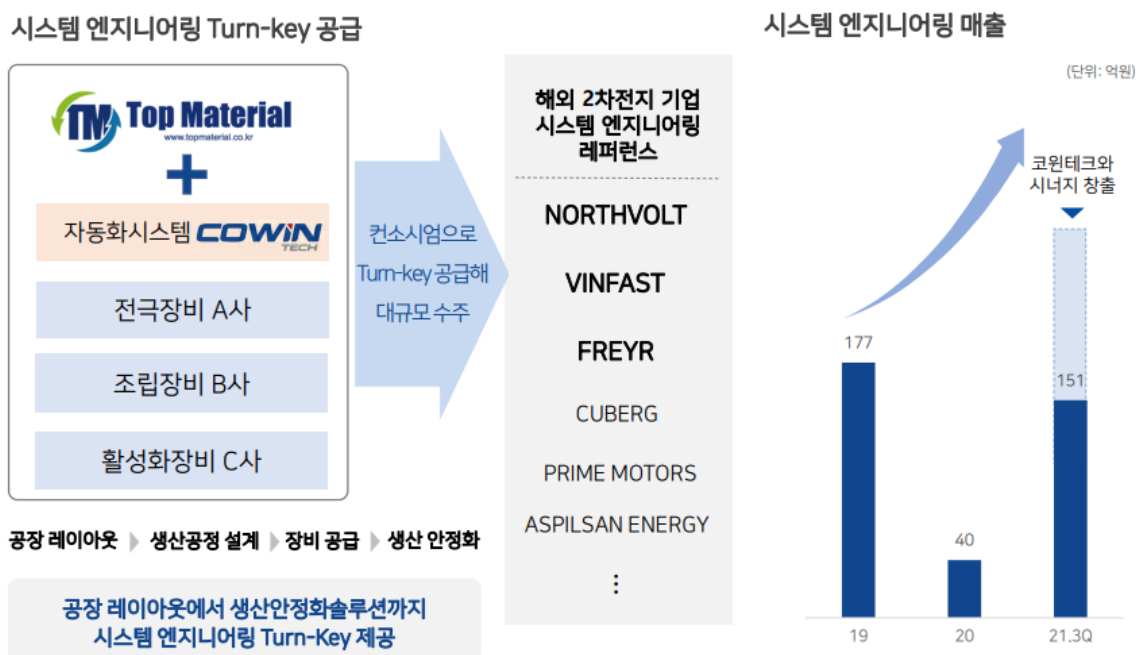 시스템 엔지니어링 Turn-key 공급
TM Top Material
www.topmaterial.co.kr
+
자동화시스템 COWIN TECH
전극장비 A사
조립장비 B사
활성화장비 C사
컨소시엄으로
Turn-key 공급해
대규모 수주
공장 레이아웃 ▶ 생산공정 설계 ▶ 장비 공급 ▶ 생산 안정화
공장 레이아웃에서 생산안정화솔루션까지
시스템 엔지니어링 Turn-Key 제공
해외 2차전지 기업
시스템 엔지니어링
레퍼런스
NORTHVOLT
VINFAST
FREYR
CUBERG
PRIME MOTORS
ASPILSAN ENERGY
⋮
시스템 엔지니어링 매출
(단위: 억원)
코윈테크와
시너지 창출
177
40
151
19
20
21.3Q